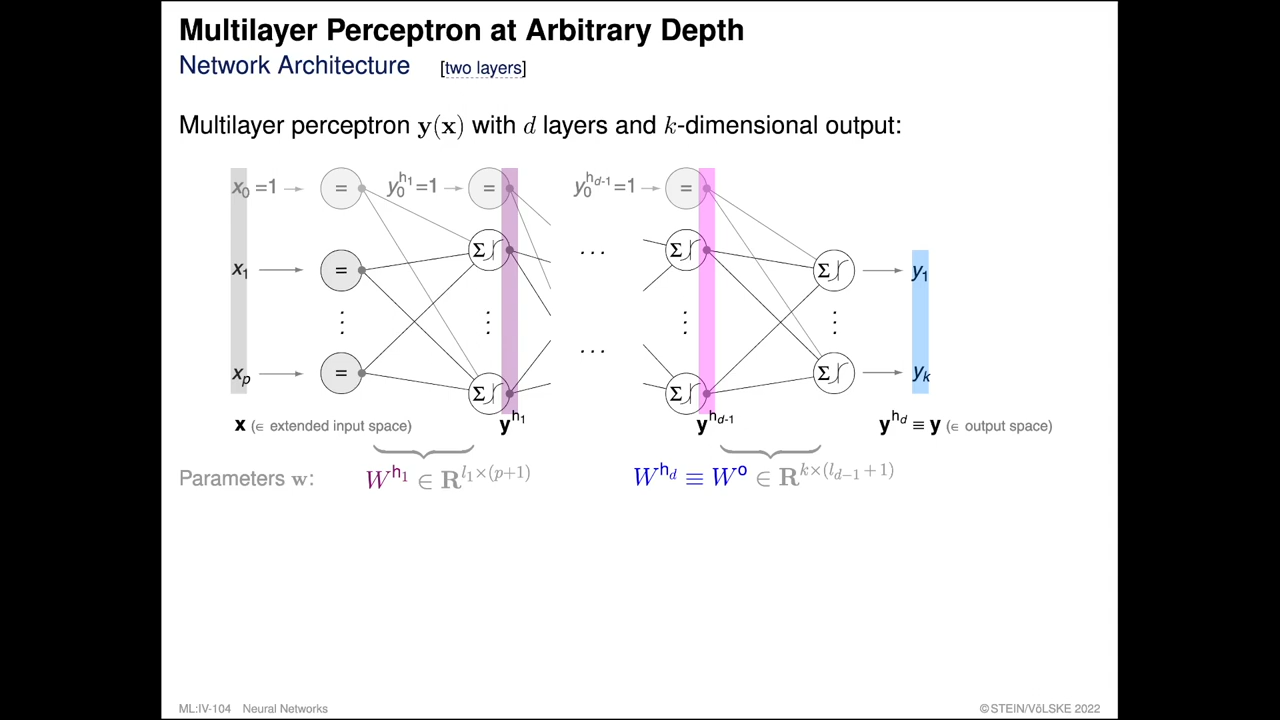 Multilayer Perceptron at Arbitrary Depth
Network Architecture [two layers]
Multilayer perceptron y(x) with d layers and k-dimensional output:
x₀ =1 = y₀^h₁ =1 = y₀^h_d-1 =1 =
x₁ = Σ ... Σ Σ y₁
⋮ ⋮ ⋮ ⋮
x_p = Σ ... Σ Σ y_k
x (∈ extended input space) y^h₁ y^h_d-1 y^h_d ≡ y (∈ output space)
Parameters w: W^h₁ ∈ R^l₁×(p+1) W^h_d ≡ W^o ∈ R^k×(l_d−1+1)
ML:IV-104 Neural Networks ©STEIN/VÖLSKE 2022